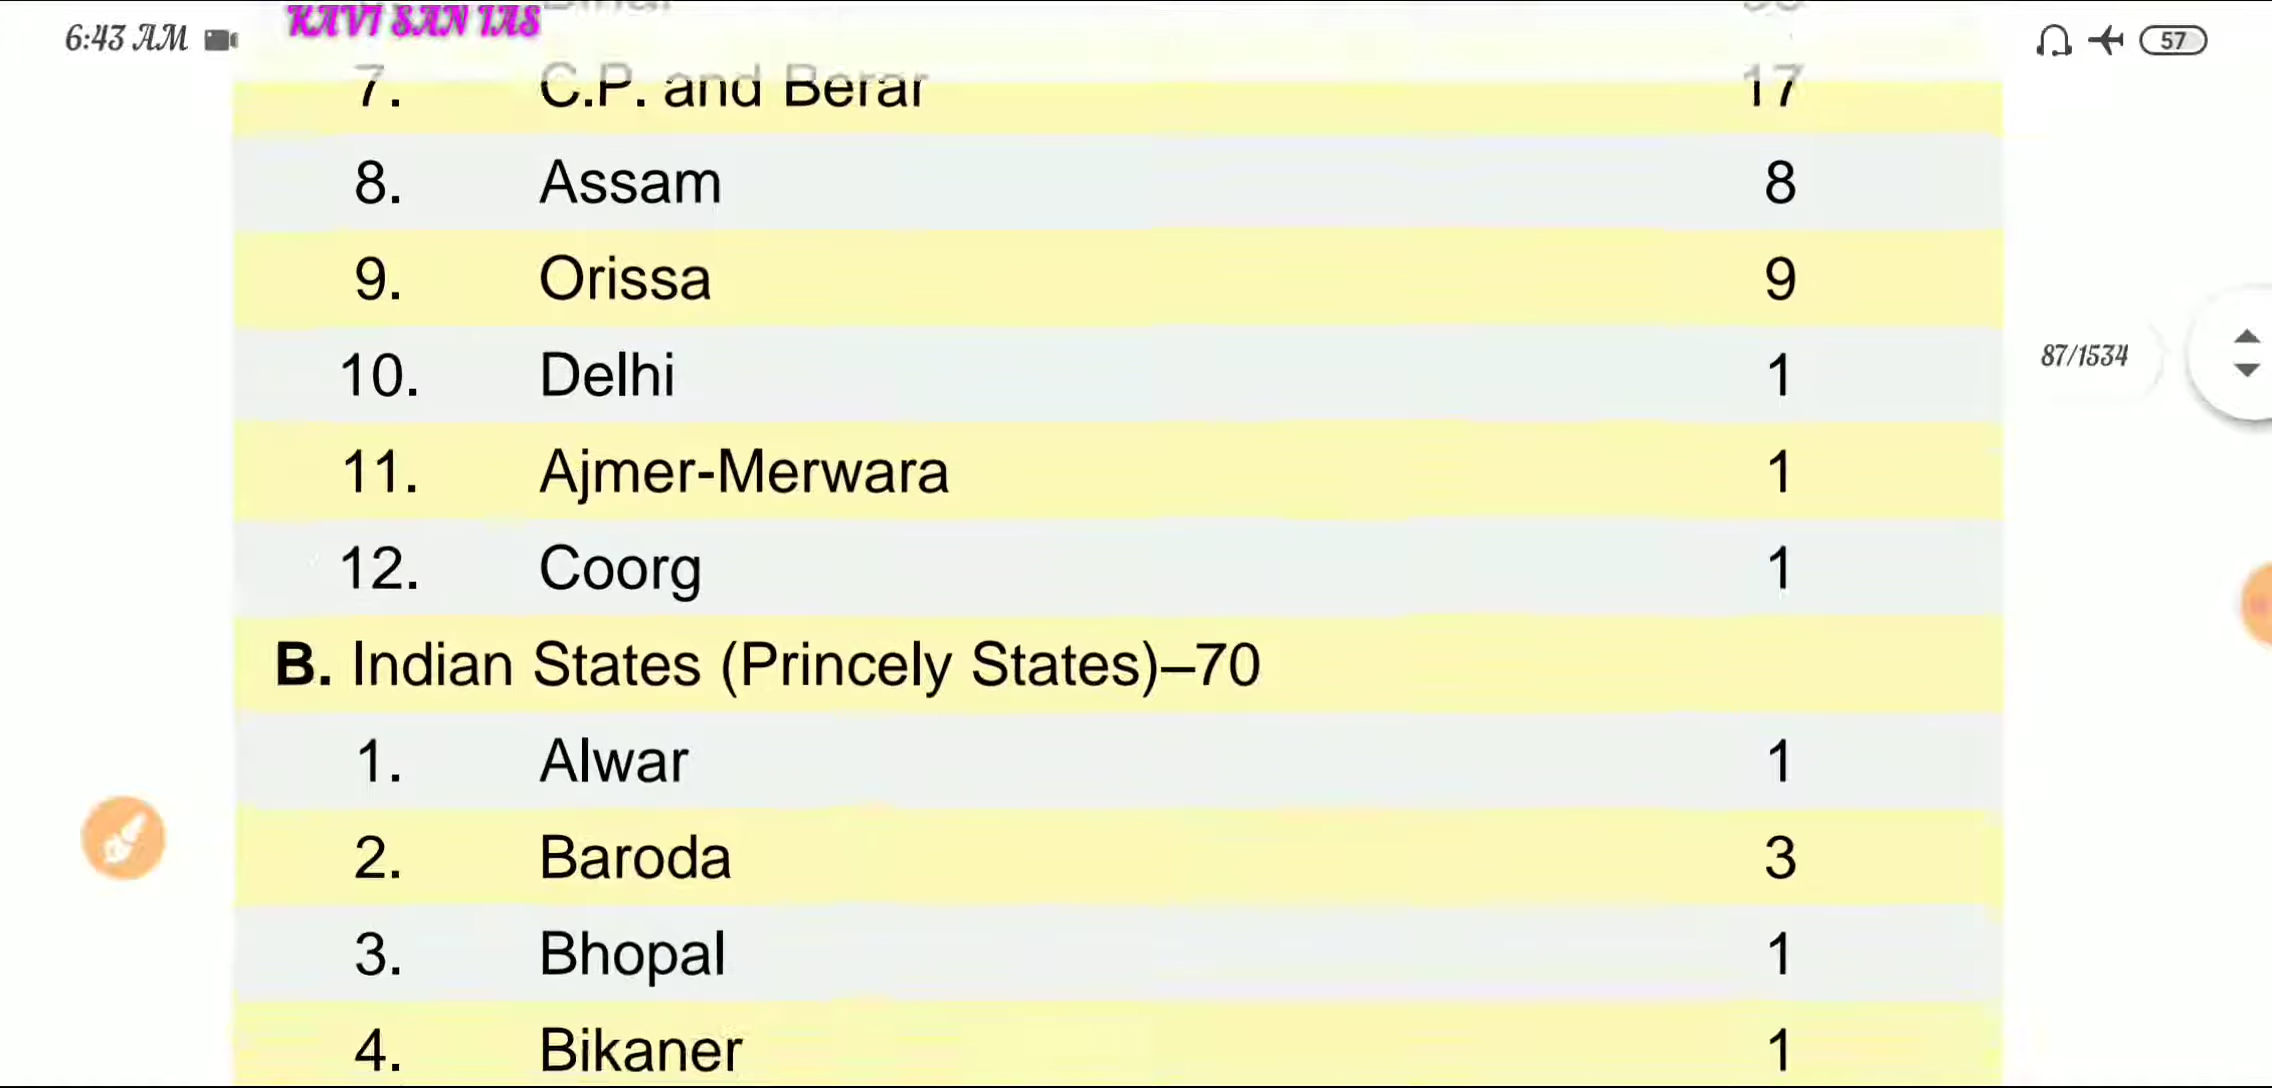 6:43 AM
KAVI SAN IAS
57
7. C.P. and Berar 17
8. Assam 8
9. Orissa 9
10. Delhi 1
87/1534
11. Ajmer-Merwara 1
12. Coorg 1
B. Indian States (Princely States)–70
1. Alwar 1
2. Baroda 3
3. Bhopal 1
4. Bikaner 1